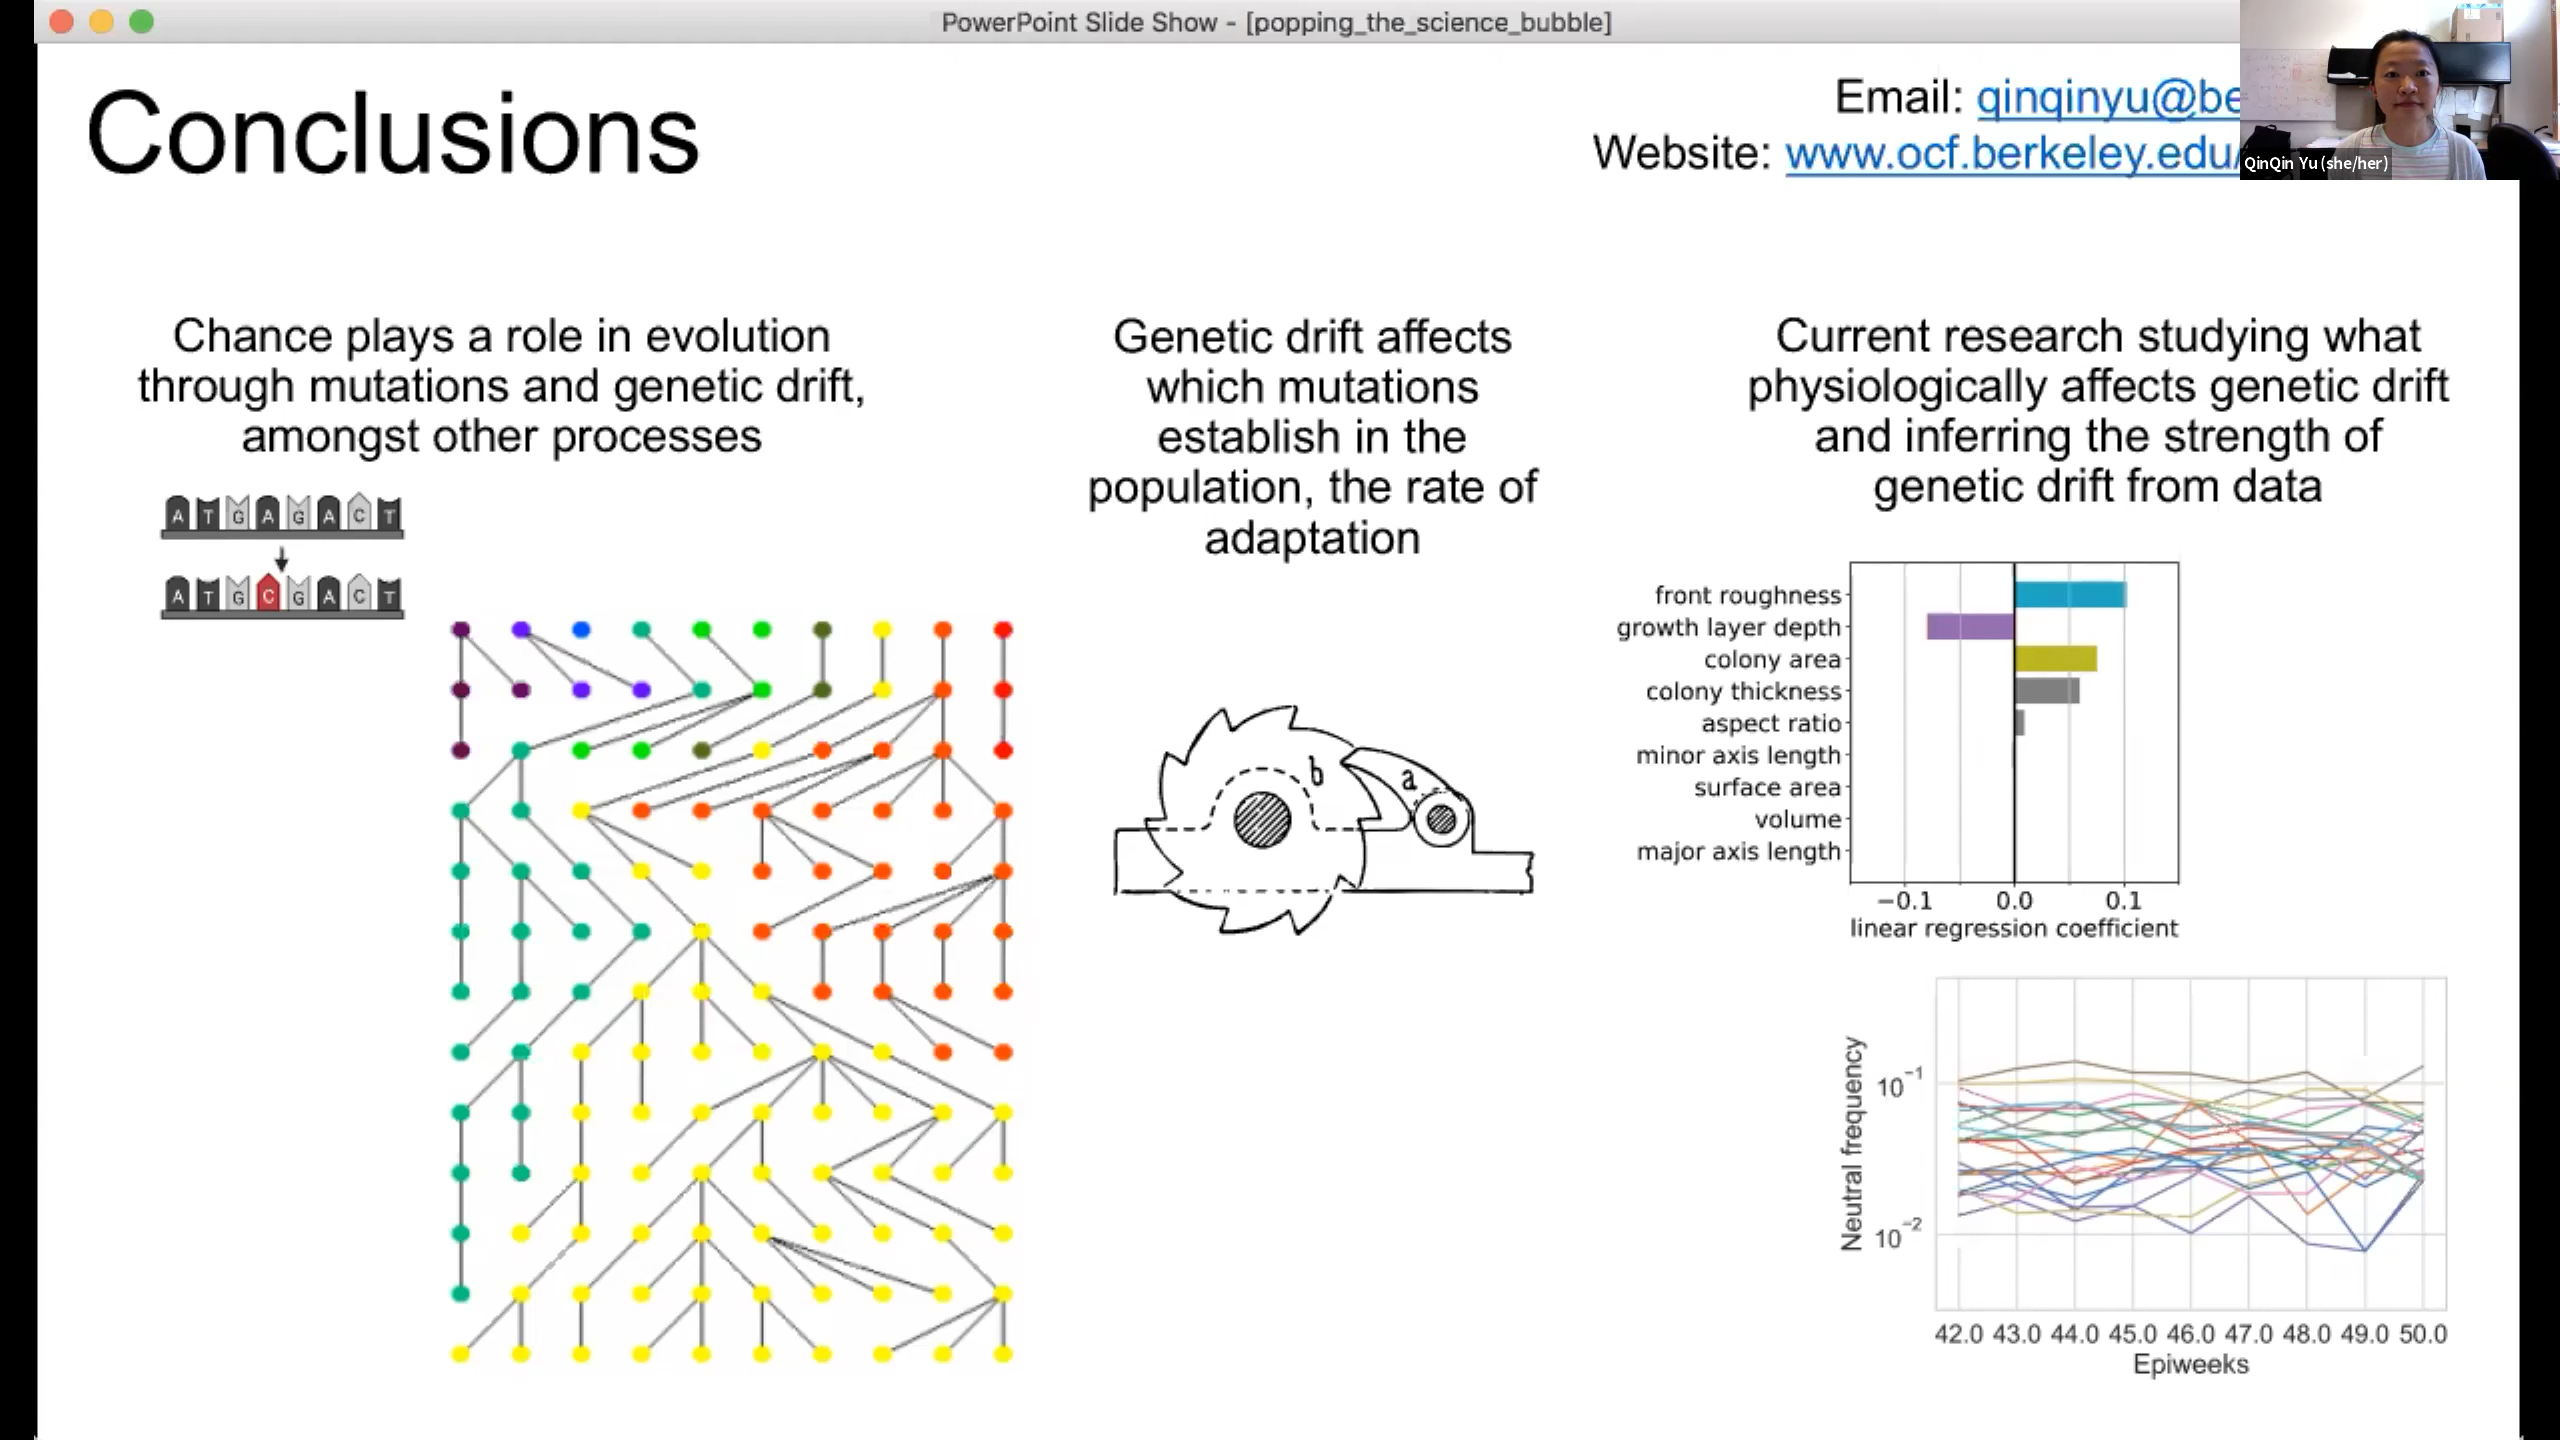 PowerPoint Slide Show - [popping_the_science_bubble]
Conclusions
Email: qinqinyu@be
Website: www.ocf.berkeley.edu/
QinQin Yu (she/her)
Chance plays a role in evolution
through mutations and genetic drift,
amongst other processes
A T G A G A C T
A T G C G A C T
Genetic drift affects
which mutations
establish in the
population, the rate of
adaptation
b
a
Current research studying what
physiologically affects genetic drift
and inferring the strength of
genetic drift from data
front roughness
growth layer depth
colony area
colony thickness
aspect ratio
minor axis length
surface area
volume
major axis length
−0.1 0.0 0.1
linear regression coefficient
Neutral frequency
10⁻¹
10⁻²
42.0 43.0 44.0 45.0 46.0 47.0 48.0 49.0 50.0
Epiweeks